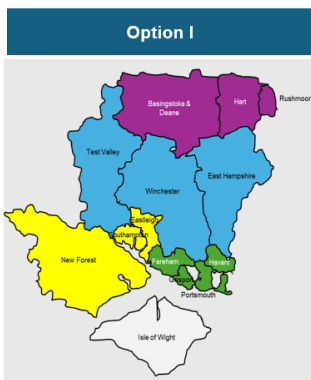 Option I
Basingstoke &
Deane
Hart
Rushmoor
Test Valley
East Hampshire
Winchester
Eastleigh
Southampton
New Forest
Fareham
Havant
Gosport
Portsmouth
Isle of Wight